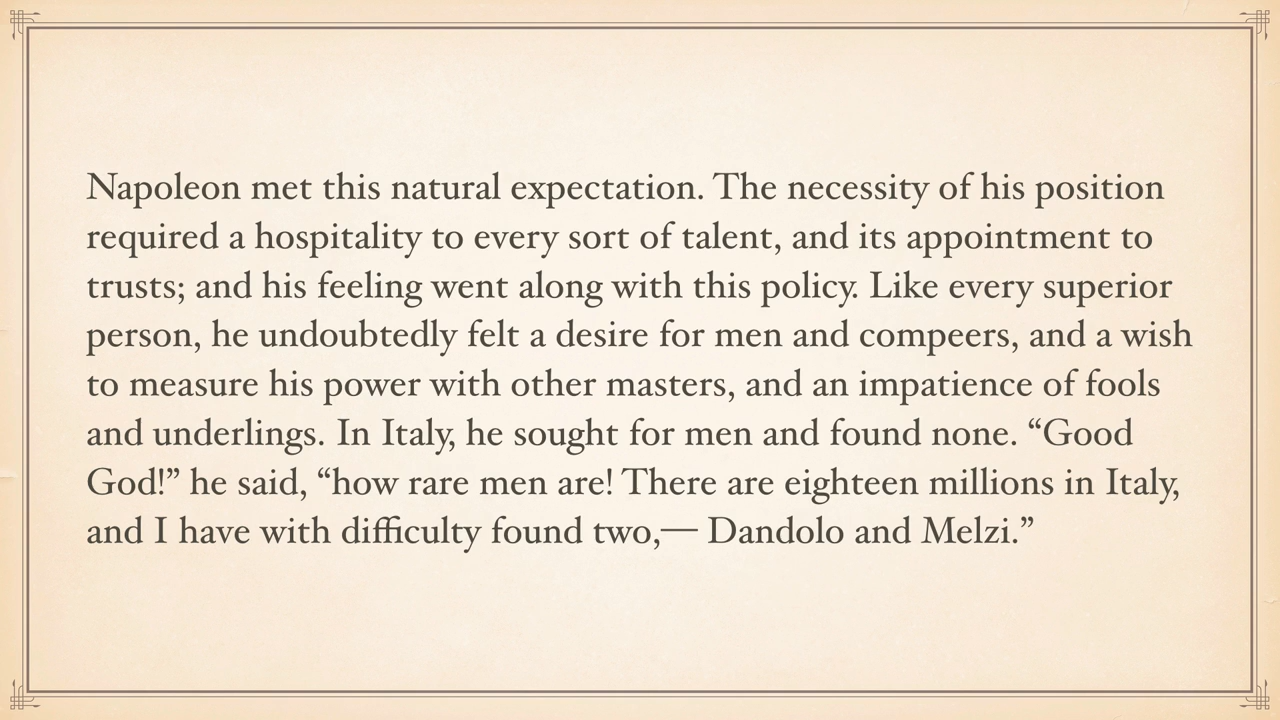 Napoleon met this natural expectation. The necessity of his position
required a hospitality to every sort of talent, and its appointment to
trusts; and his feeling went along with this policy. Like every superior
person, he undoubtedly felt a desire for men and compeers, and a wish
to measure his power with other masters, and an impatience of fools
and underlings. In Italy, he sought for men and found none. “Good
God!” he said, “how rare men are! There are eighteen millions in Italy,
and I have with difficulty found two,— Dandolo and Melzi.”